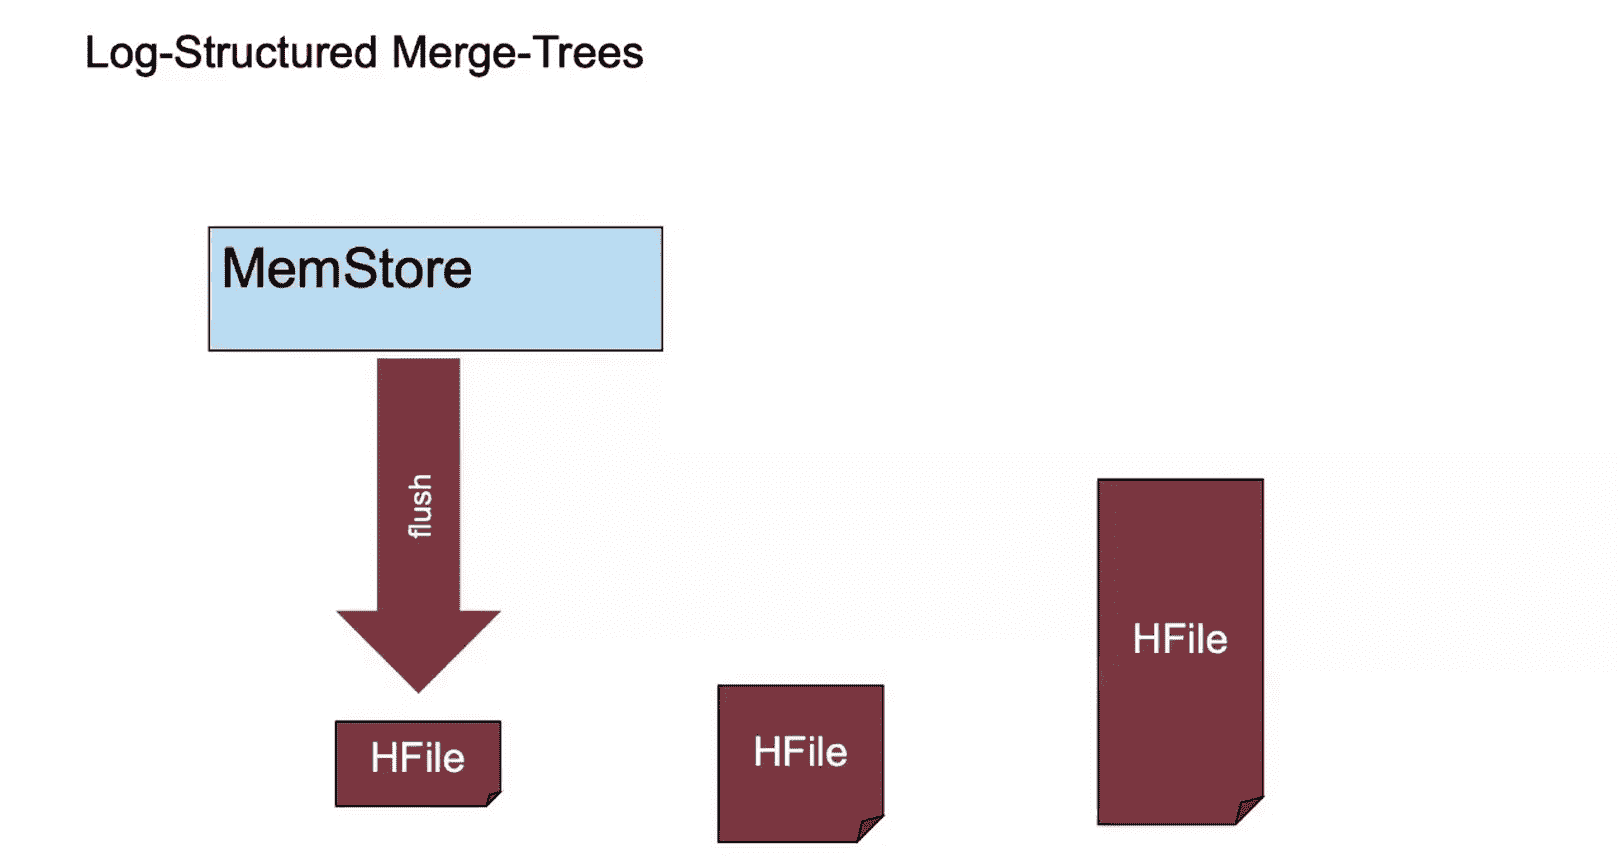 Log-Structured Merge-Trees
MemStore
flush
HFile
HFile
HFile